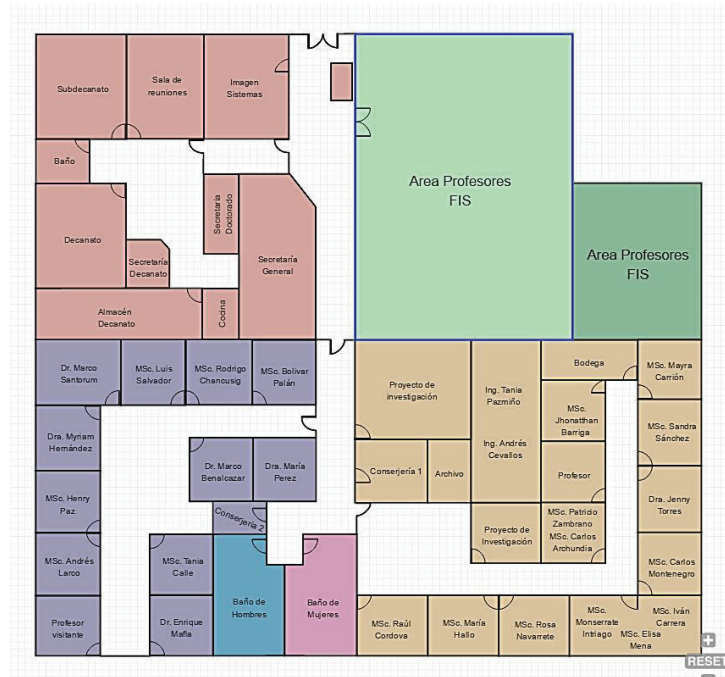 Subdecanato
Sala de
reuniones
Imagen
Sistemas
Baño
Decanato
Secretaría
Decanato
Secretaría
Doctorado
Secretaría
General
Almacén
Decanato
Cocina
Area Profesores
FIS
Area Profesores
FIS
Dr. Marco
Santorum
MSc. Luis
Salvador
MSc. Rodrigo
Chancusig
MSc. Bolivar
Palán
Dra. Myriam
Hernández
MSc. Henry
Paz
MSc. Andrés
Larco
Profesor
visitante
Dr. Marco
Benalcazar
Dra. María
Perez
Conserjería 2
MSc. Tania
Calle
Dr. Enrique
Mafla
Baño de
Hombres
Baño de
Mujeres
Proyecto de
investigación
Ing. Tania
Pazmiño
Ing. Andrés
Cevallos
Bodega
MSc.
Jhonatthan
Barriga
MSc. Mayra
Carrión
MSc. Sandra
Sánchez
Conserjería 1
Archivo
Profesor
Dra. Jenny
Torres
Proyecto de
Investigación
MSc. Patricio
Zambrano
MSc. Carlos
Archundia
MSc. Carlos
Montenegro
MSc. Raúl
Cordova
MSc. María
Hallo
MSc. Rosa
Navarrete
MSc.
Monserrate
Intriago
MSc. Elisa
Mena
MSc. Iván
Carrera
RESET